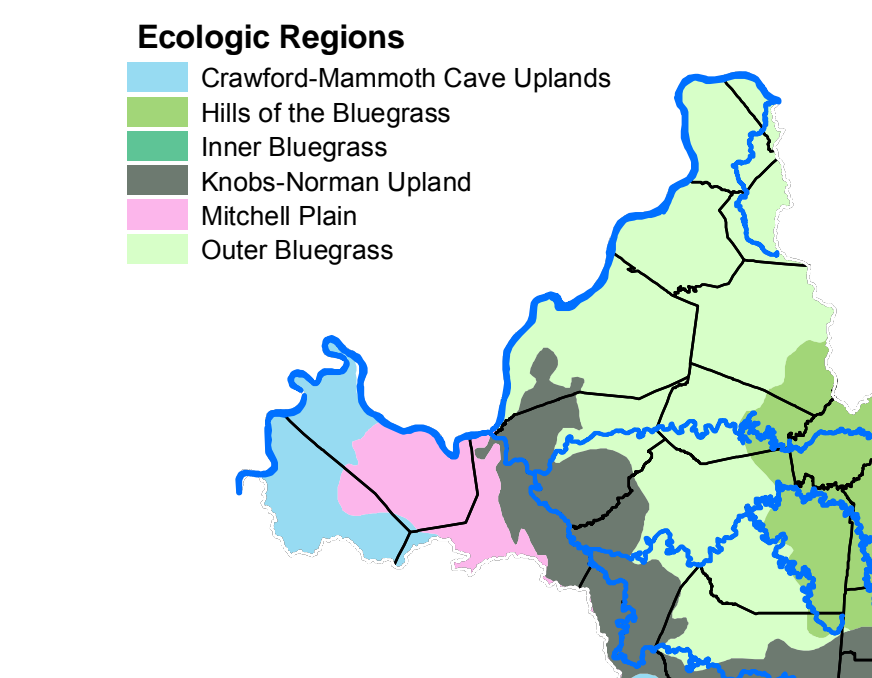 Ecologic Regions
Crawford-Mammoth Cave Uplands
Hills of the Bluegrass
Inner Bluegrass
Knobs-Norman Upland
Mitchell Plain
Outer Bluegrass